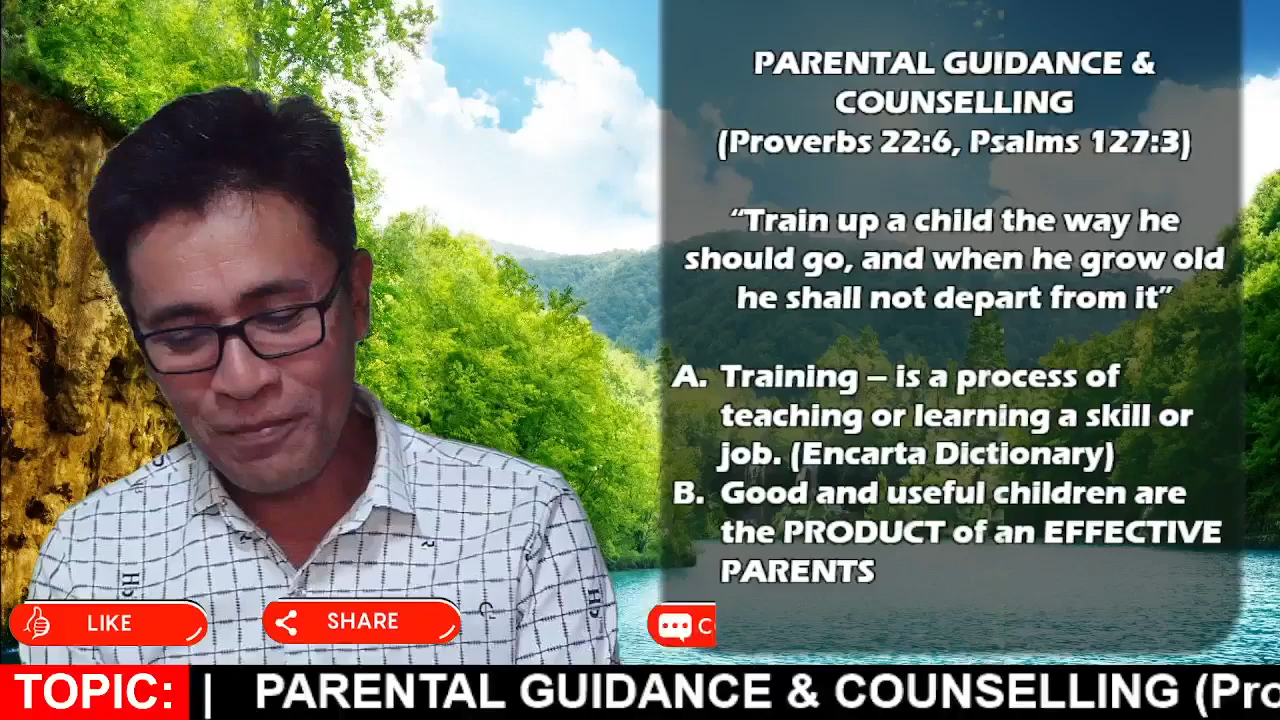 PARENTAL GUIDANCE &
COUNSELLING
(Proverbs 22:6, Psalms 127:3)
“Train up a child the way he
should go, and when he grow old
he shall not depart from it”
A. Training – is a process of
teaching or learning a skill or
job. (Encarta Dictionary)
B. Good and useful children are
the PRODUCT of an EFFECTIVE
PARENTS
LIKE
SHARE
C
TOPIC: | PARENTAL GUIDANCE & COUNSELLING (Pro